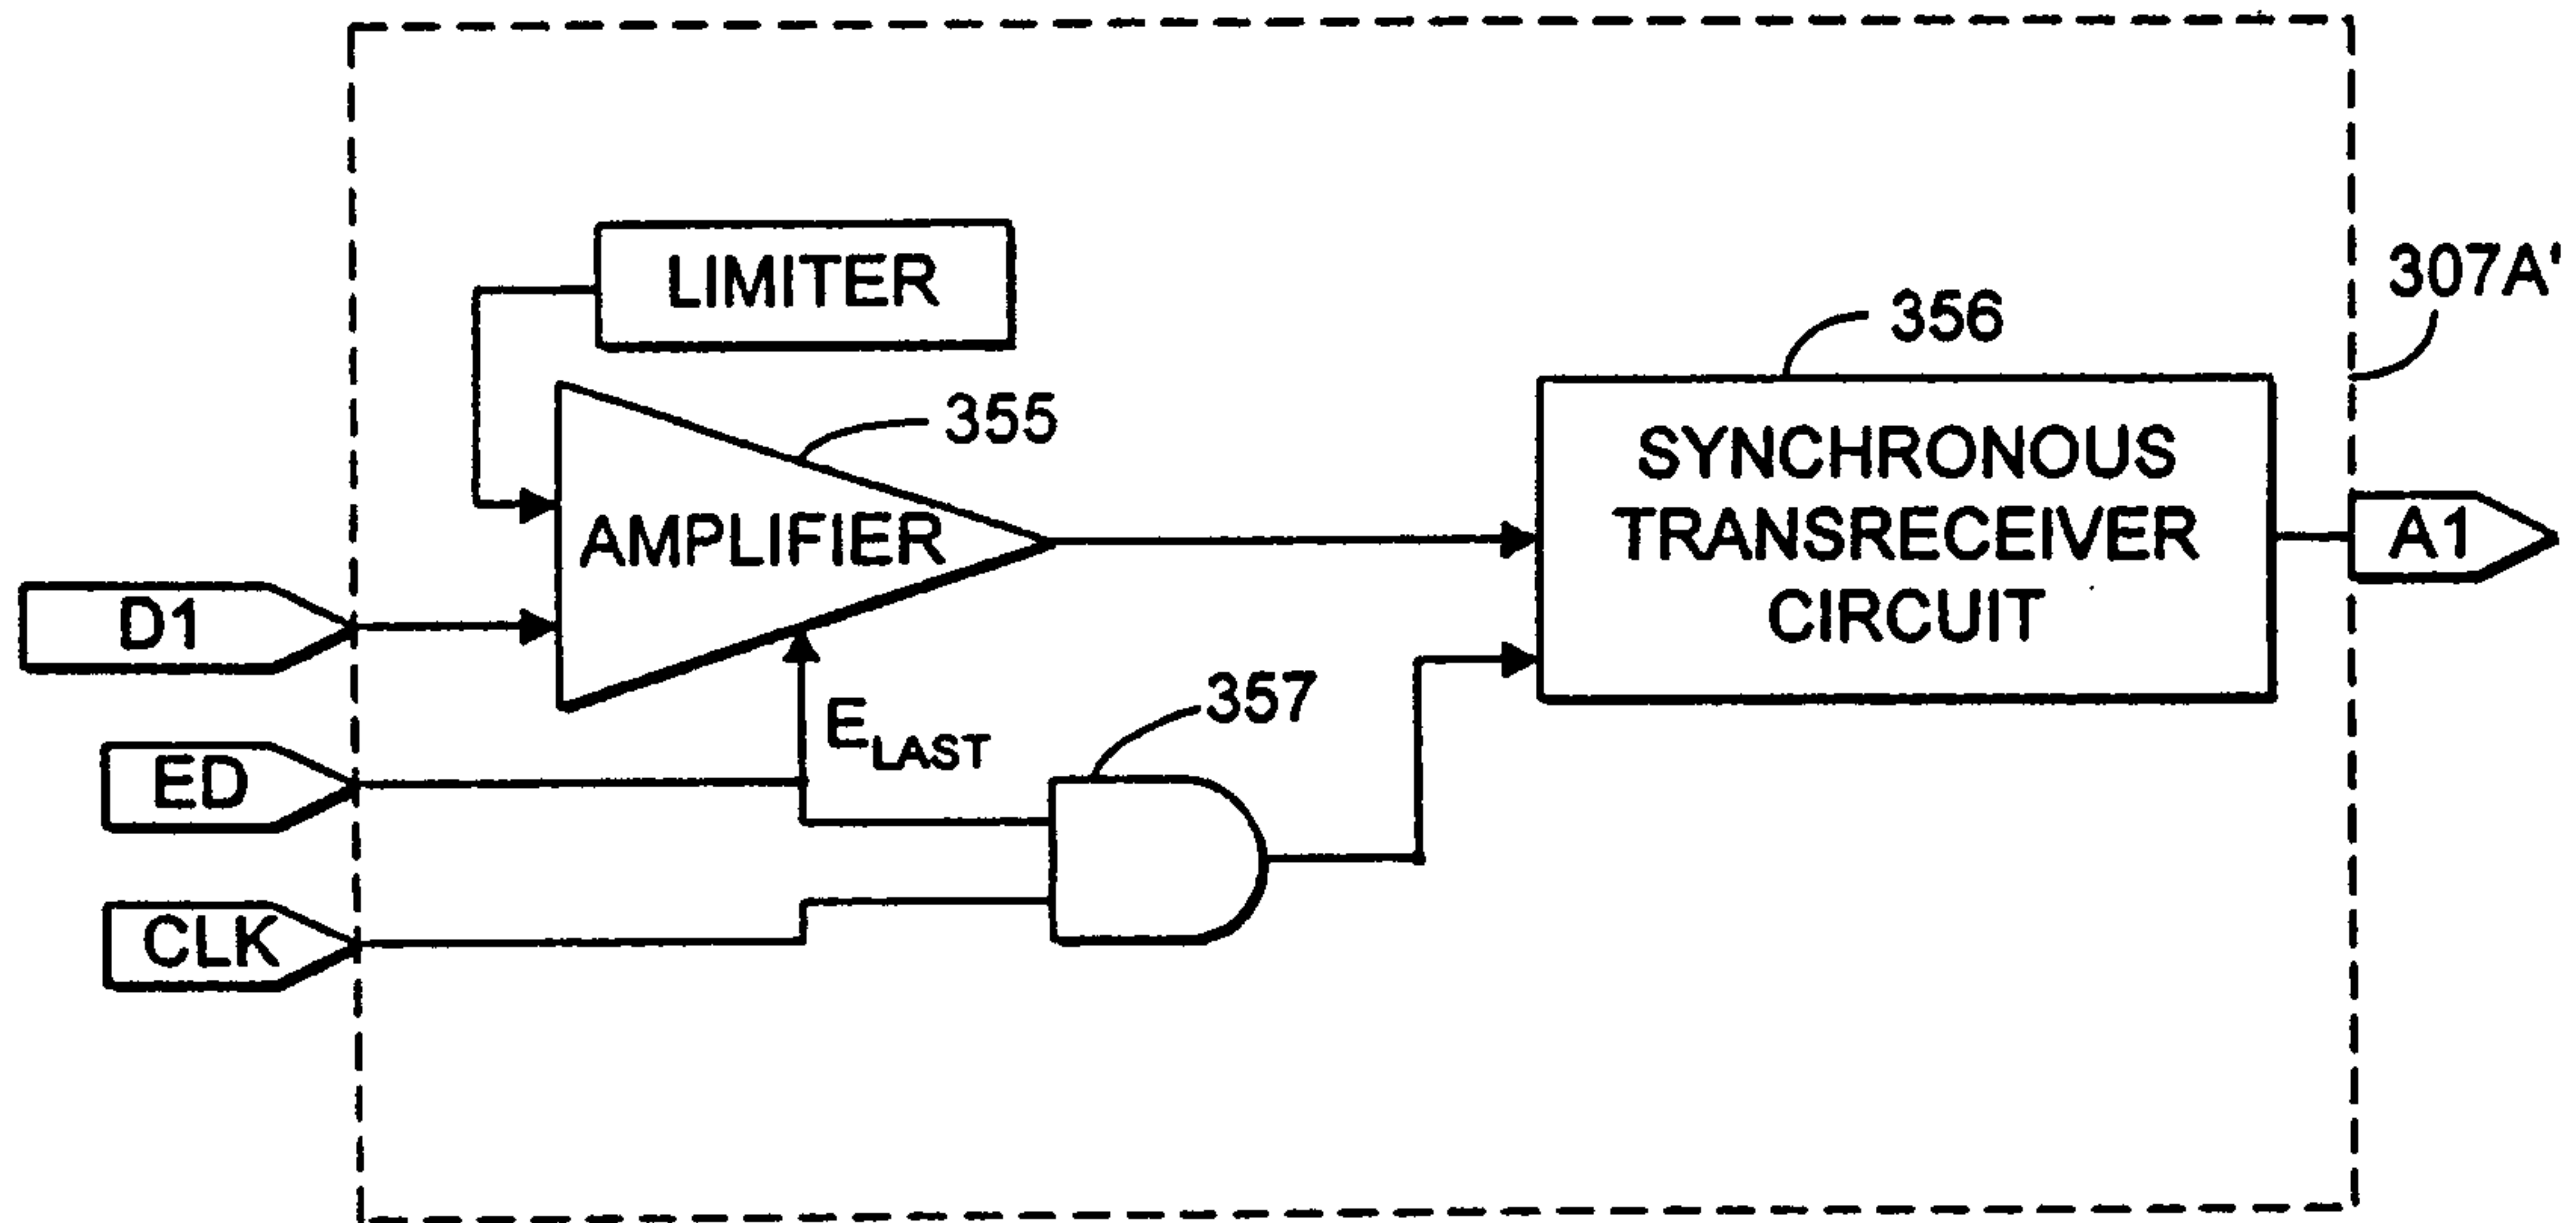 LIMITER
307A'
356
355
SYNCHRONOUS
TRANSRECEIVER
CIRCUIT
AMPLIFIER
A1
D1
357
E LAST
ED
CLK